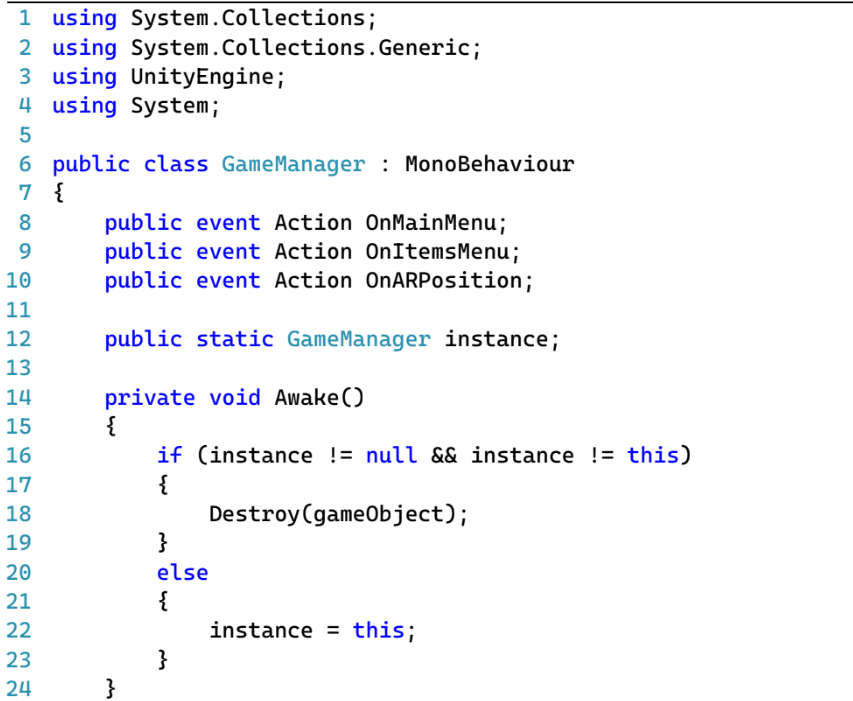 1 using System.Collections;
2 using System.Collections.Generic;
3 using UnityEngine;
4 using System;
5
6 public class GameManager : MonoBehaviour
7 {
8     public event Action OnMainMenu;
9     public event Action OnItemsMenu;
10     public event Action OnARPosition;
11
12     public static GameManager instance;
13
14     private void Awake()
15     {
16         if (instance != null && instance != this)
17         {
18             Destroy(gameObject);
19         }
20         else
21         {
22             instance = this;
23         }
24     }